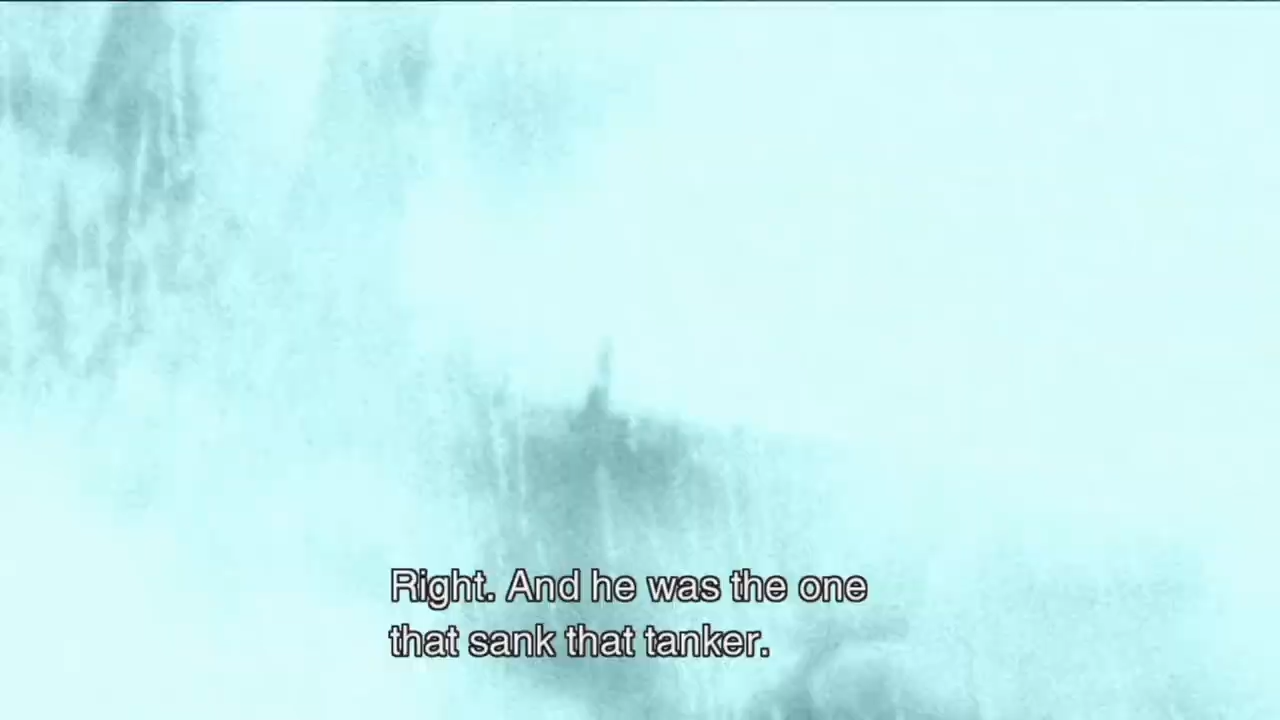 Right. And he was the one
that sank that tanker.